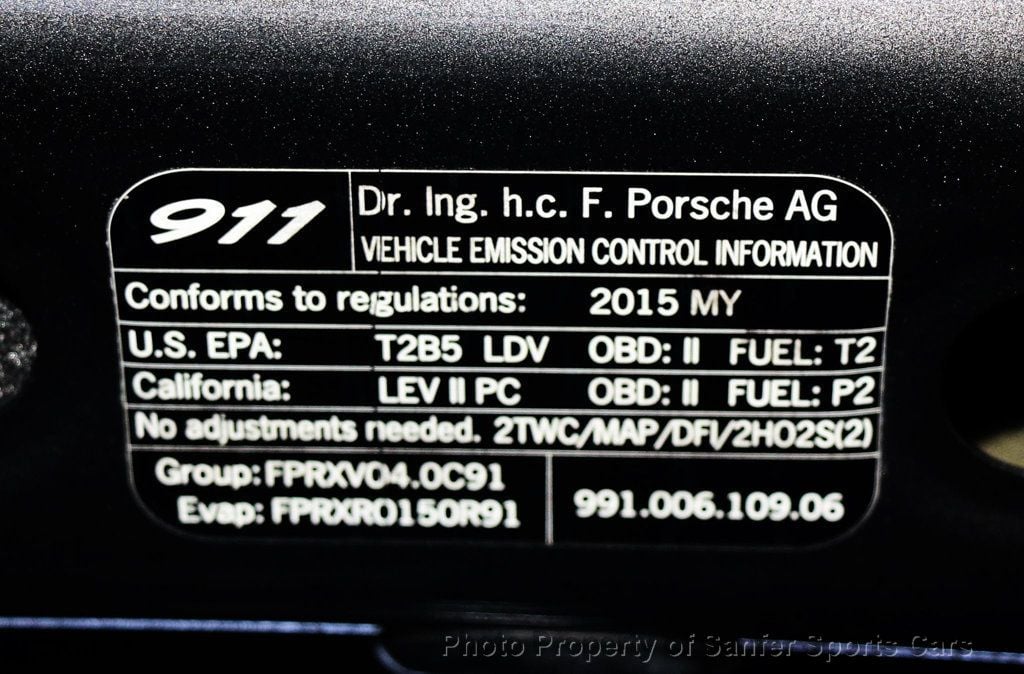 911
Dr. Ing. h.c. F. Porsche AG
VEHICLE EMISSION CONTROL INFORMATION
Conforms to regulations: 2015 MY
U.S. EPA: T2B5 LDV OBD: II FUEL: T2
California: LEV II PC OBD: II FUEL: P2
No adjustments needed. 2TWC/MAP/DFI/2HO2S(2)
Group: FPRXV04.0C91
Evap: FPRXR0150R91
991.006.109.06
Photo Property of Sanfer Sports Cars